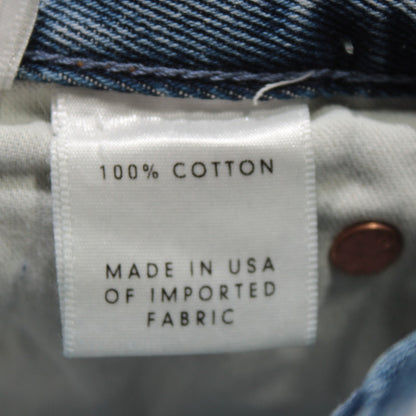 100% COTTON
MADE IN USA
OF IMPORTED
FABRIC